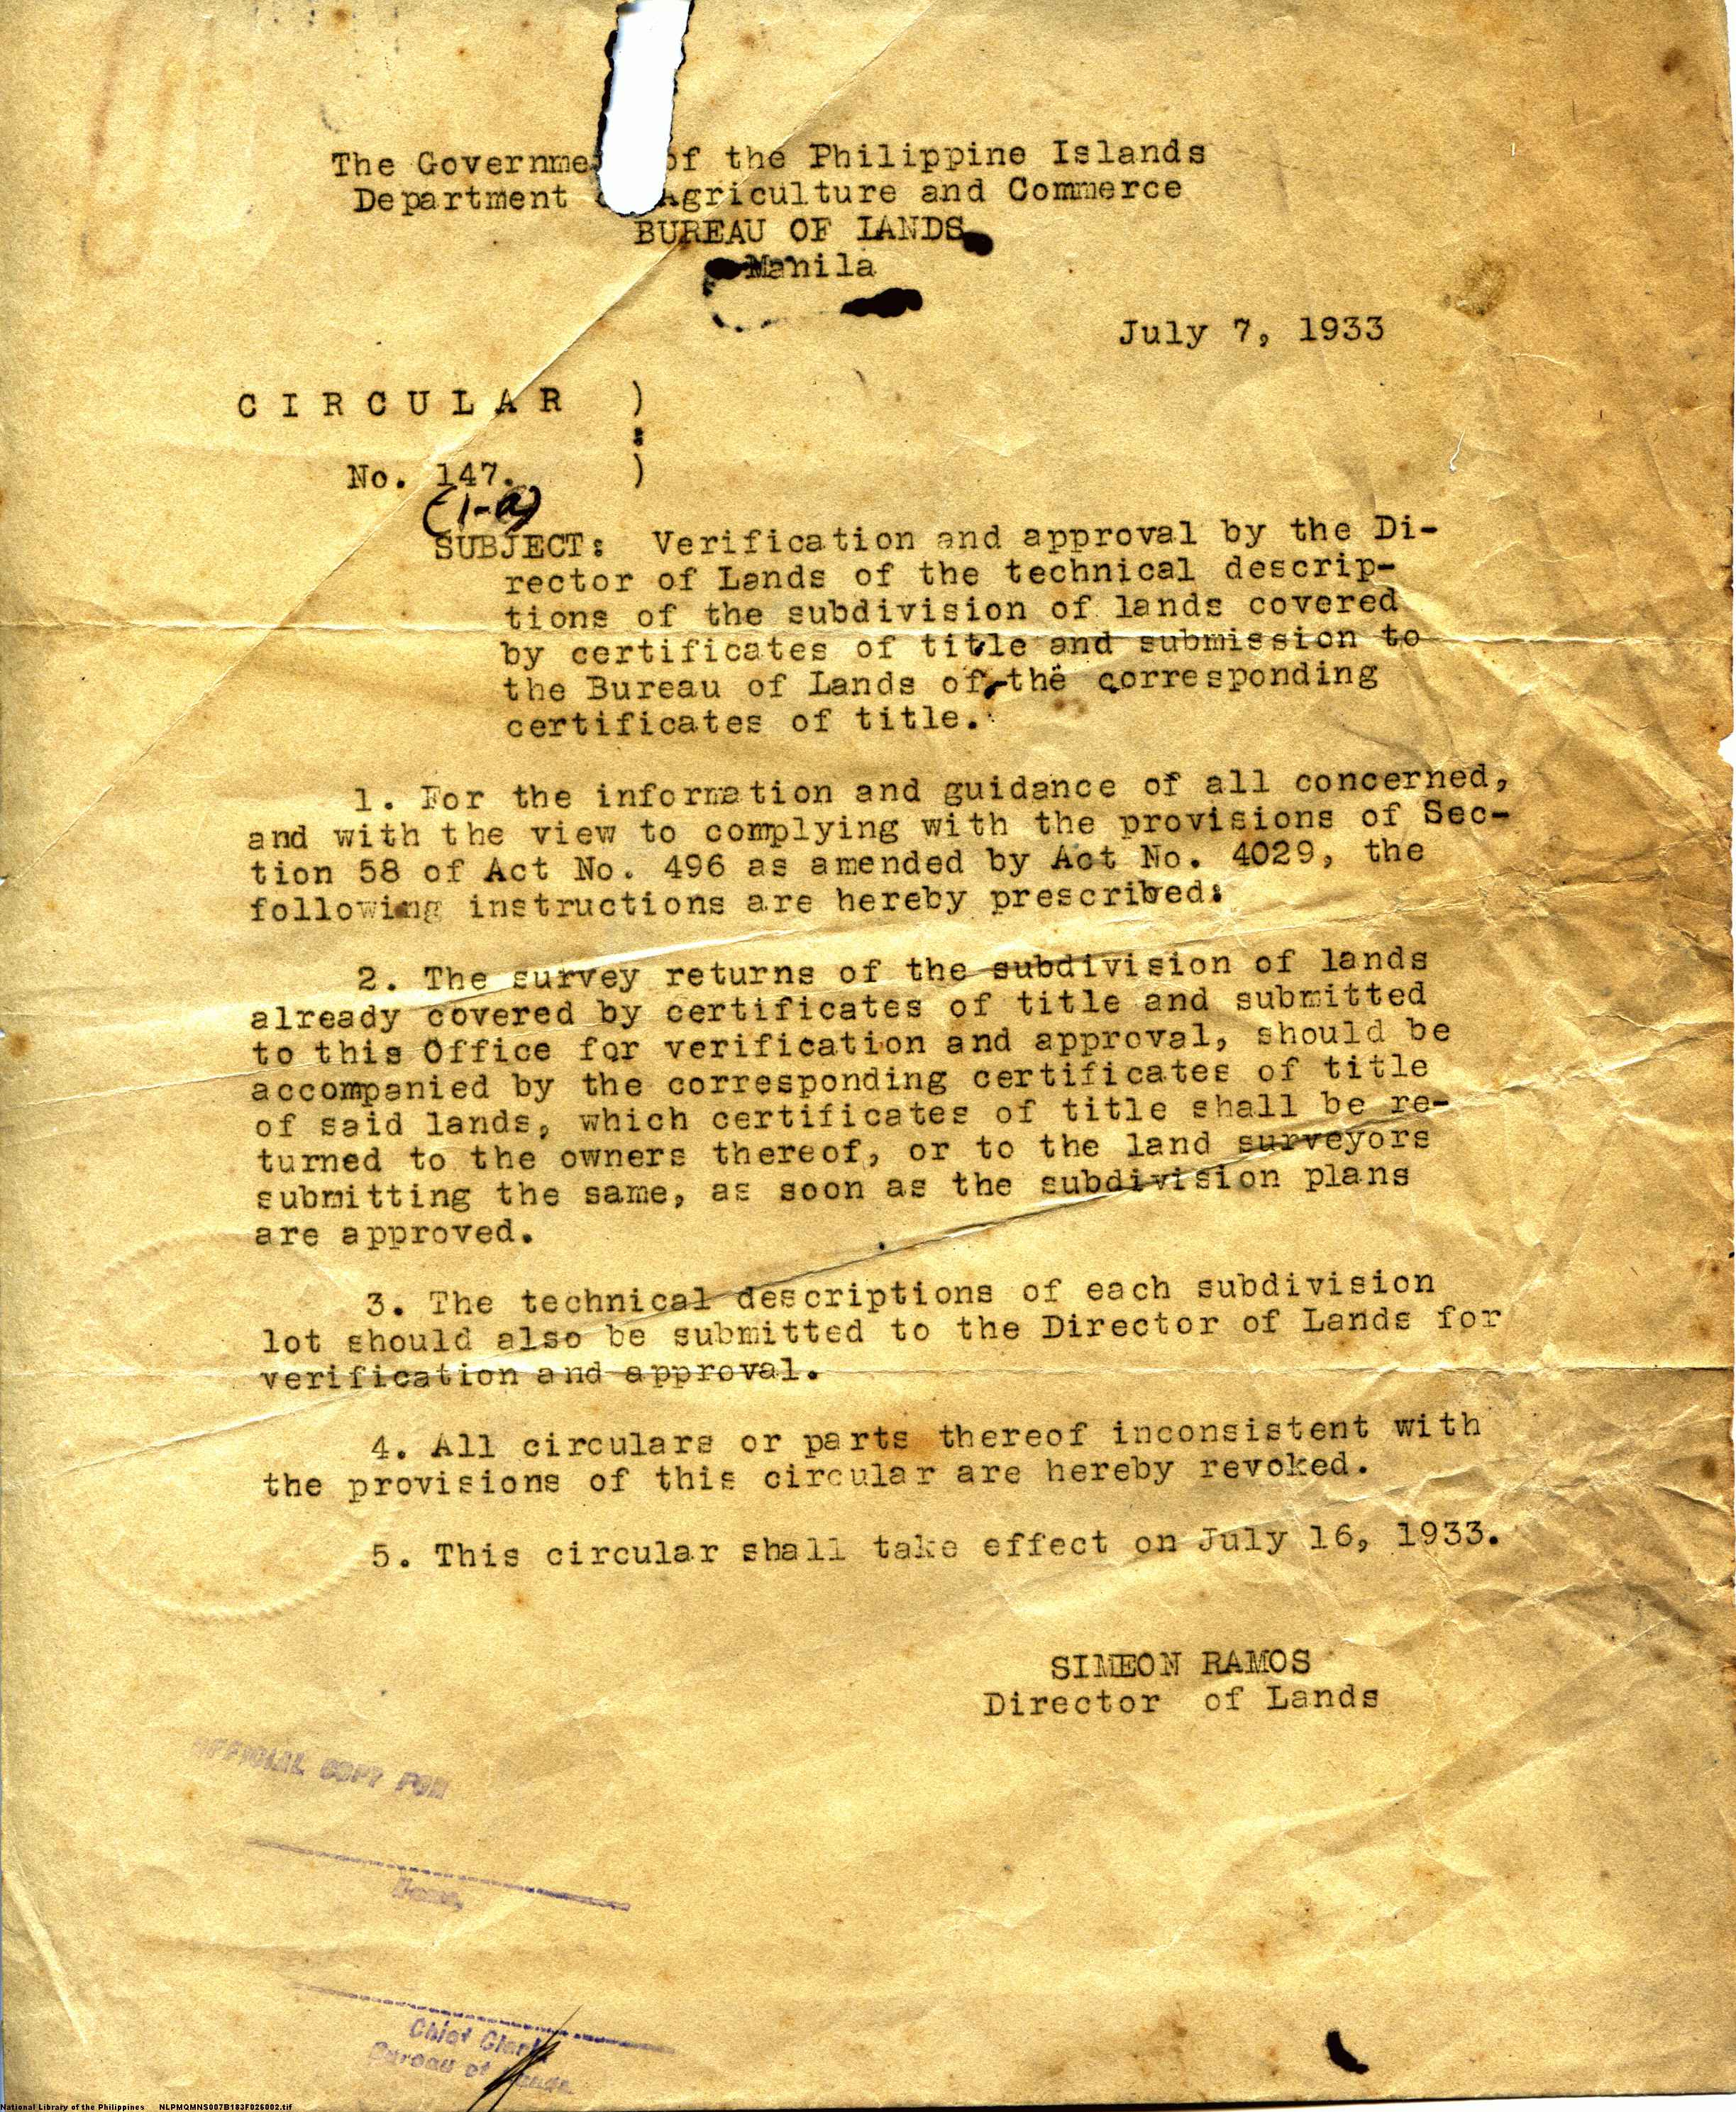 The Governme of the Philippine Islands
Department Agriculture and Commerce
BUREAU OF LANDS
Manila
July 7, 1933
C I R C U L A R )
:
No. 147. )
(1-a)
SUBJECT: Verification and approval by the Di-
rector of Lands of the technical descrip-
tions of the subdivision of lands covered
by certificates of title and submission to
the Bureau of Lands of the corresponding
certificates of title.
1. For the information and guidance of all concerned,
and with the view to complying with the provisions of Sec-
tion 58 of Act No. 496 as amended by Act No. 4029, the
following instructions are hereby prescribed:
2. The survey returns of the subdivision of lands
already covered by certificates of title and submitted
to this Office for verification and approval, should be
accompanied by the corresponding certificates of title
of said lands, which certificates of title shall be re-
turned to the owners thereof, or to the land surveyors
submitting the same, as soon as the subdivision plans
are approved.
3. The technical descriptions of each subdivision
lot should also be submitted to the Director of Lands for
verification and approval.
4. All circulars or parts thereof inconsistent with
the provisions of this circular are hereby revoked.
5. This circular shall take effect on July 16, 1933.
SIMEON RAMOS
Director of Lands
OFFICIAL COPY FOR
Chief Clerk
Bureau of Lands
National Library of the Philippines NLPMQMNS007B183F026002.tif